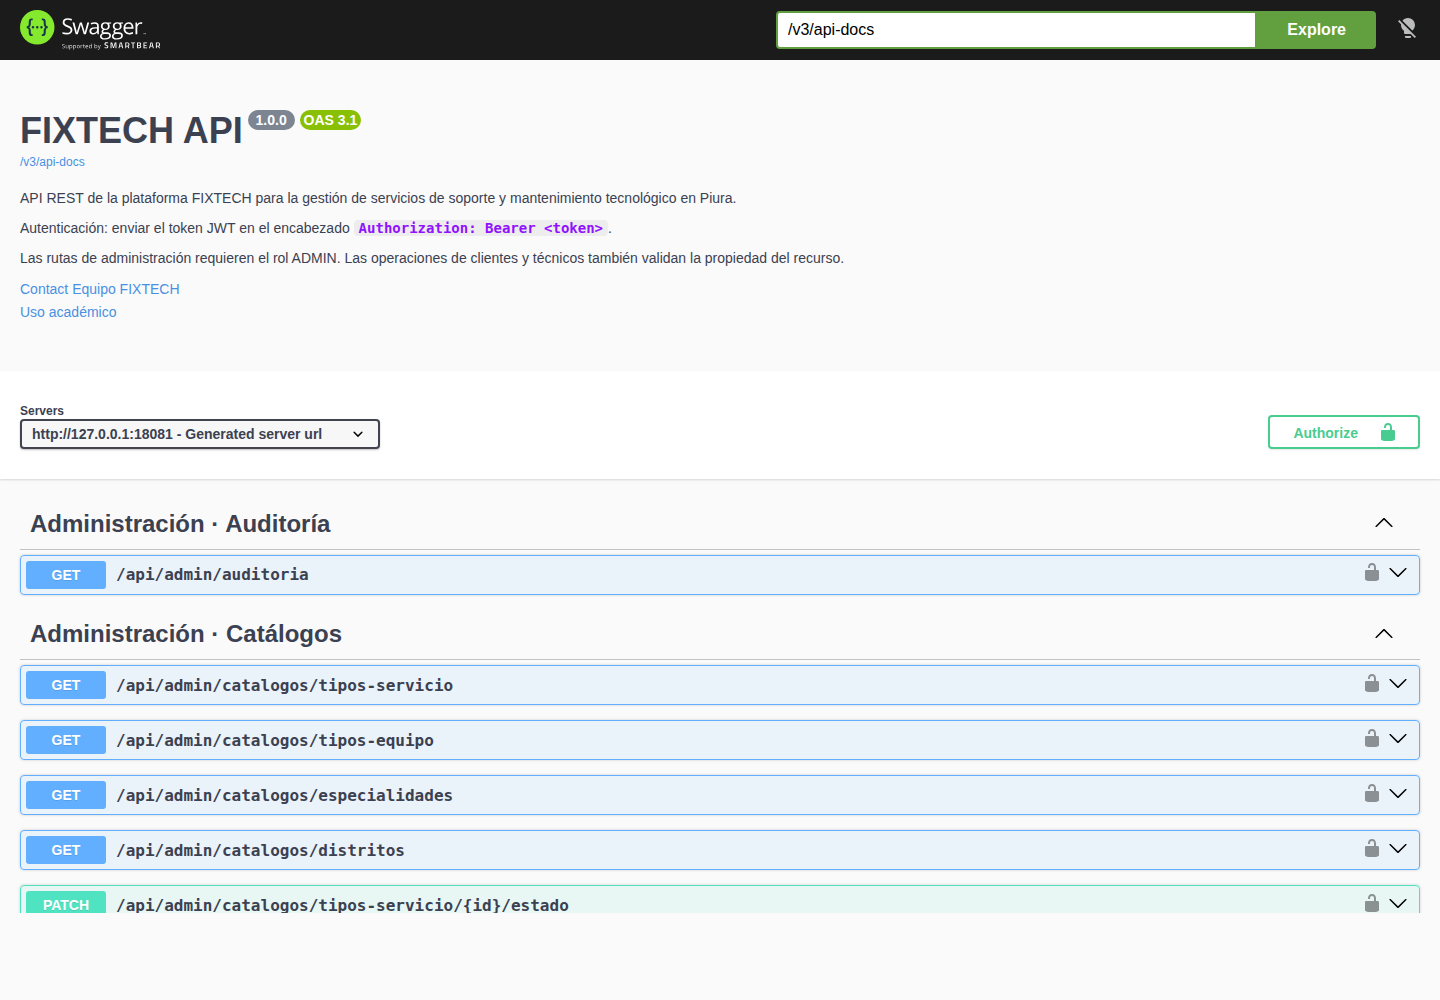 Swagger
Supported by SMARTBEAR
/v3/api-docs
Explore
FIXTECH API 1.0.0 OAS 3.1
/v3/api-docs
API REST de la plataforma FIXTECH para la gestión de servicios de soporte y mantenimiento tecnológico en Piura.
Autenticación: enviar el token JWT en el encabezado Authorization: Bearer <token>.
Las rutas de administración requieren el rol ADMIN. Las operaciones de clientes y técnicos también validan la propiedad del recurso.
Contact Equipo FIXTECH
Uso académico
Servers
http://127.0.0.1:18081 - Generated server url
Authorize
Administración · Auditoría
GET /api/admin/auditoria
Administración · Catálogos
GET /api/admin/catalogos/tipos-servicio
GET /api/admin/catalogos/tipos-equipo
GET /api/admin/catalogos/especialidades
GET /api/admin/catalogos/distritos
PATCH /api/admin/catalogos/tipos-servicio/{id}/estado